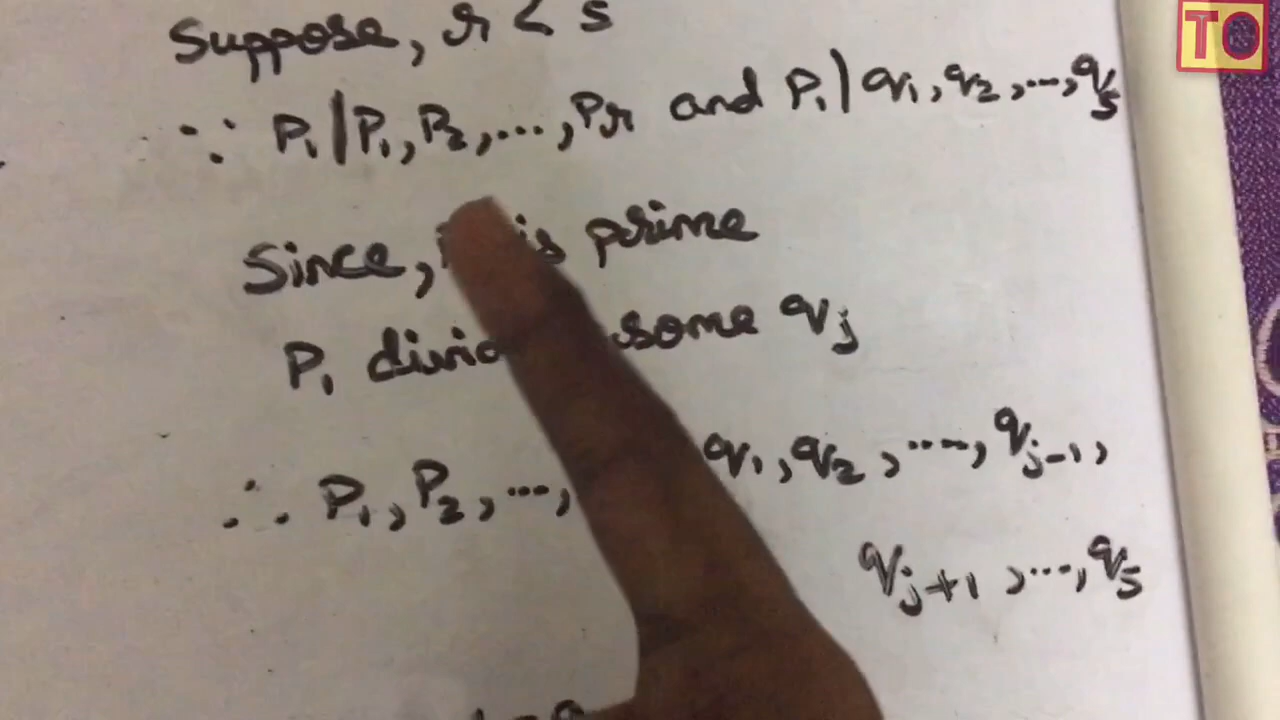 TO
Suppose, r < s
∵ P₁ | P₁, P₂, ..., Pr and P₁ | q₁, q₂, ..., qs
Since, is prime
P₁ some qj
∴ P₁, P₂, ..., q₁, q₂, ..., qj-1,
qj+1, ..., qs